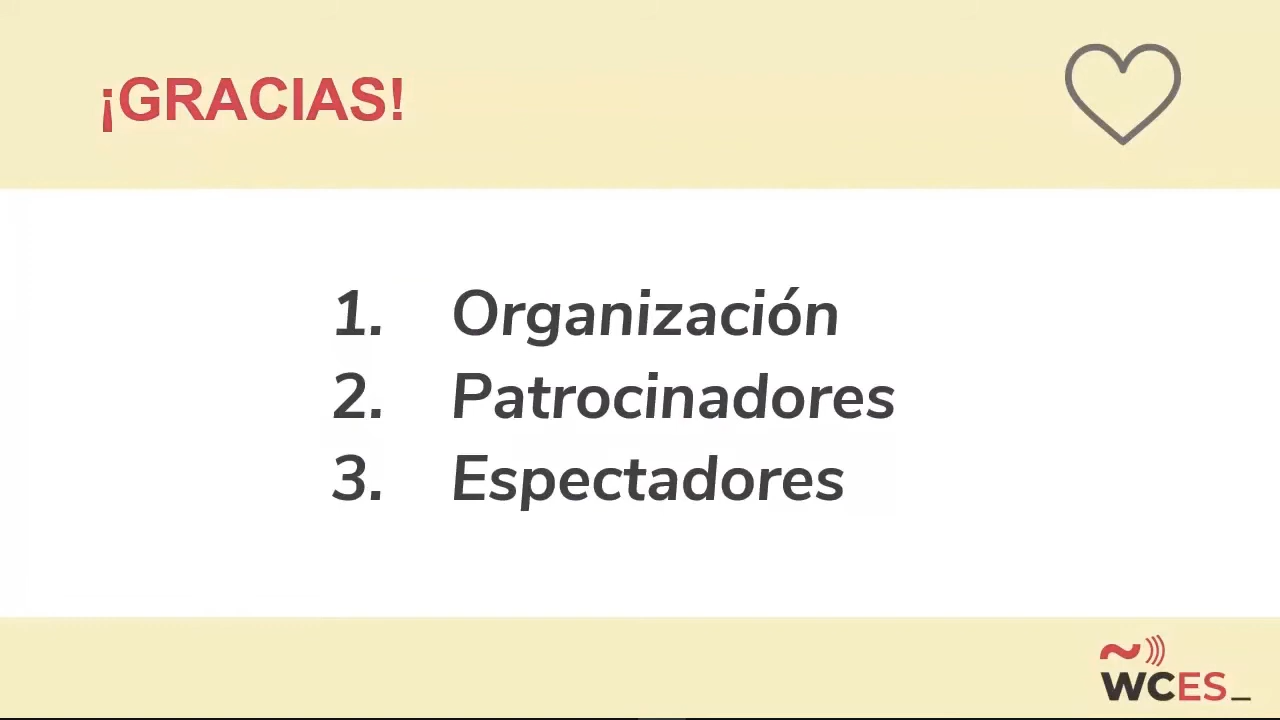 ¡GRACIAS!
1. Organización
2. Patrocinadores
3. Espectadores
WCES_